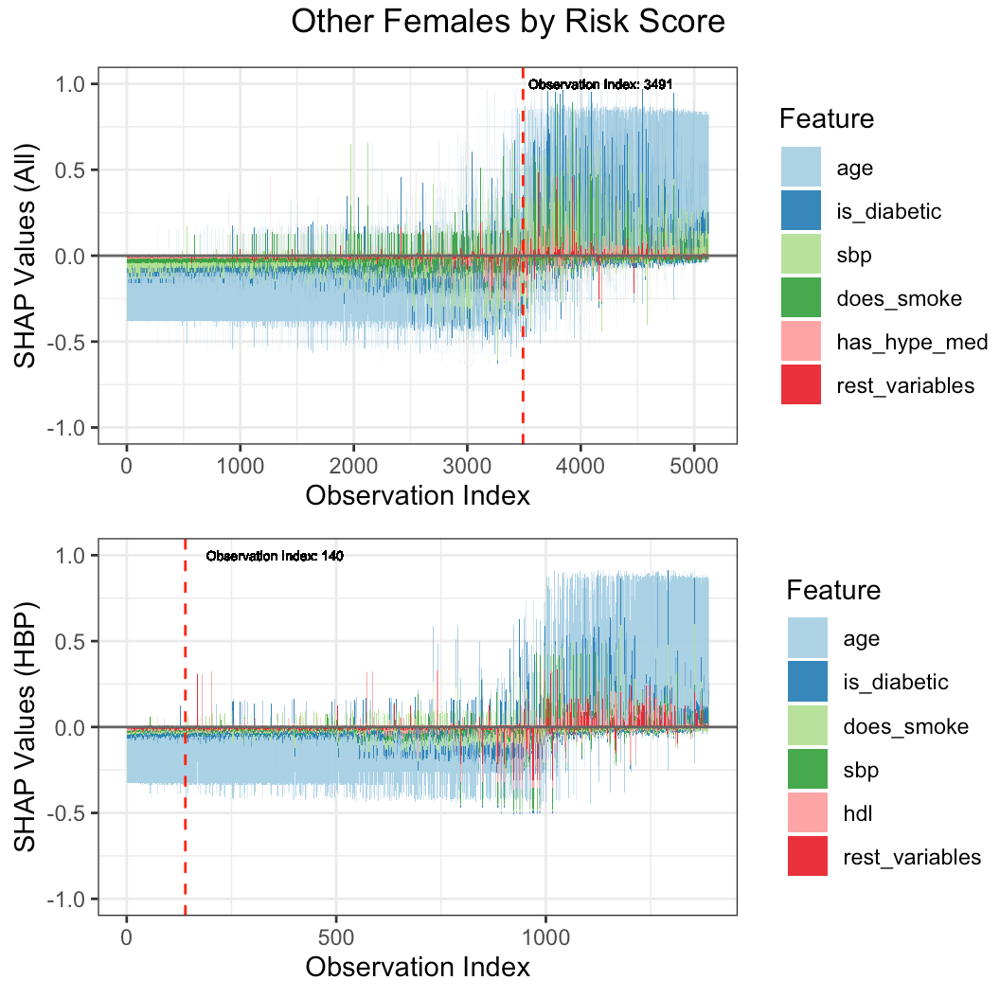 Other Females by Risk Score
SHAP Values (All)
1.0
0.5
0.0
-0.5
-1.0
Observation Index: 3491
0 1000 2000 3000 4000 5000
Observation Index
Feature
age
is_diabetic
sbp
does_smoke
has_hype_med
rest_variables
SHAP Values (HBP)
1.0
0.5
0.0
-0.5
-1.0
Observation Index: 140
0 500 1000
Observation Index
Feature
age
is_diabetic
does_smoke
sbp
hdl
rest_variables